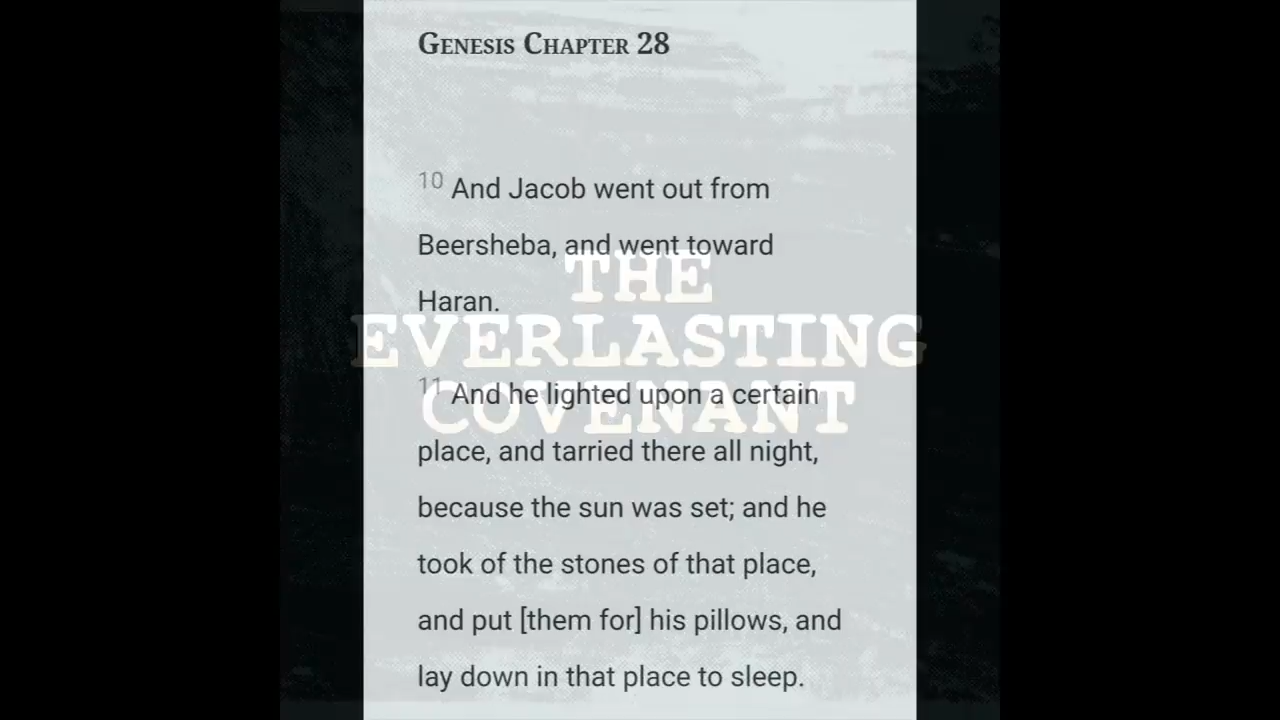 Genesis Chapter 28
10 And Jacob went out from
Beersheba, and went toward
Haran.
THE
EVERLASTING
COVENANT
11 And he lighted upon a certain
place, and tarried there all night,
because the sun was set; and he
took of the stones of that place,
and put [them for] his pillows, and
lay down in that place to sleep.